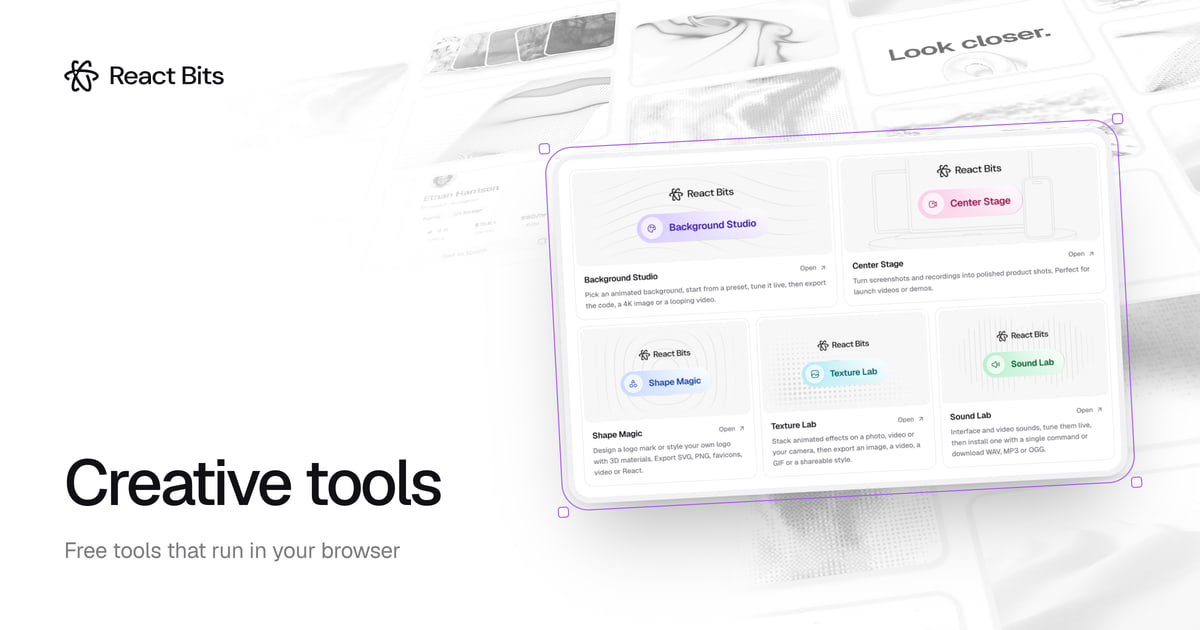 React Bits
Look closer.
Ethan Harrison
React Bits
Background Studio
Background Studio
Open
Pick an animated background, start from a preset, tune it live, then export
the code, a 4K image or a looping video.
React Bits
Center Stage
Center Stage
Open
Turn screenshots and recordings into polished product shots. Perfect for
launch videos or demos.
React Bits
Shape Magic
Shape Magic
Open
Design a logo mark or style your own logo
with 3D materials. Export SVG, PNG, favicons,
video or React.
React Bits
Texture Lab
Texture Lab
Open
Stack animated effects on a photo, video or
your camera, then export an image, a video, a
GIF or a shareable style.
React Bits
Sound Lab
Sound Lab
Open
Interface and video sounds, tune them live,
then install one with a single command or
download WAV, MP3 or OGG.
Creative tools
Free tools that run in your browser